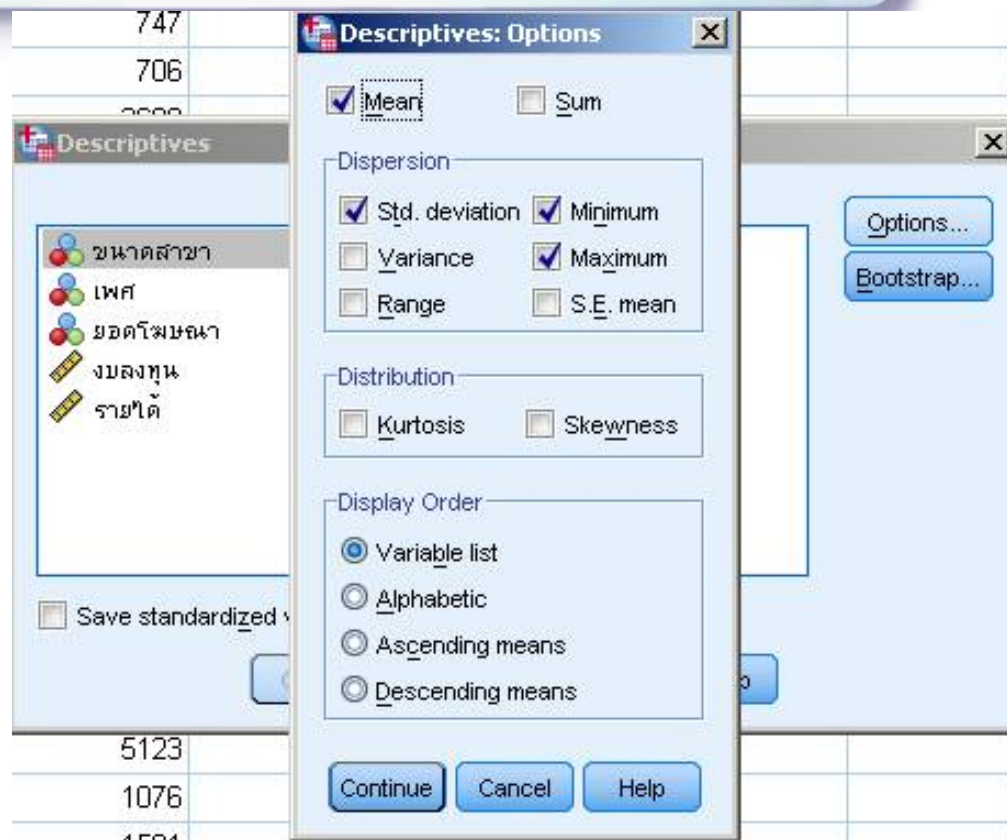 747
706
Descriptives: Options
Mean
Sum
Descriptives
Dispersion
Std. deviation
Minimum
Variance
Maximum
Range
S.E. mean
Options...
Bootstrap...
ขนาดสาขา
เพศ
ยอดโฆษณา
งบลงทุน
รายได้
Distribution
Kurtosis
Skewness
Display Order
Variable list
Alphabetic
Ascending means
Descending means
Save standardized
Continue
Cancel
Help
5123
1076